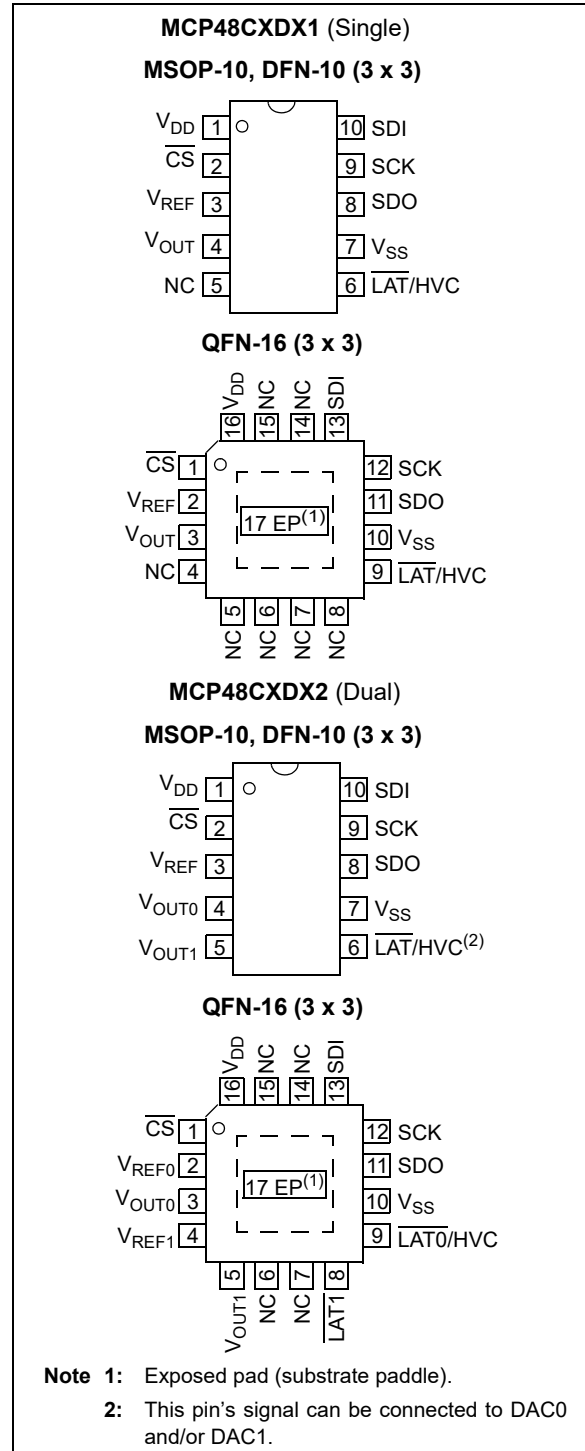 MCP48CXDX1 (Single)
MSOP-10, DFN-10 (3 x 3)
VDD 1 10 SDI
CS 2 9 SCK
VREF 3 8 SDO
VOUT 4 7 VSS
NC 5 6 LAT/HVC
QFN-16 (3 x 3)
VDD NC NC SDI
16 15 14 13
CS 1 12 SCK
VREF 2 11 SDO
17 EP(1)
VOUT 3 10 VSS
NC 4 9 LAT/HVC
5 6 7 8
NC NC NC NC
MCP48CXDX2 (Dual)
MSOP-10, DFN-10 (3 x 3)
VDD 1 10 SDI
CS 2 9 SCK
VREF 3 8 SDO
VOUT0 4 7 VSS
VOUT1 5 6 LAT/HVC(2)
QFN-16 (3 x 3)
VDD NC NC SDI
16 15 14 13
CS 1 12 SCK
VREF0 2 11 SDO
17 EP(1)
VOUT0 3 10 VSS
VREF1 4 9 LAT0/HVC
5 6 7 8
VOUT1 NC NC LAT1
Note 1: Exposed pad (substrate paddle).
2: This pin's signal can be connected to DAC0
and/or DAC1.